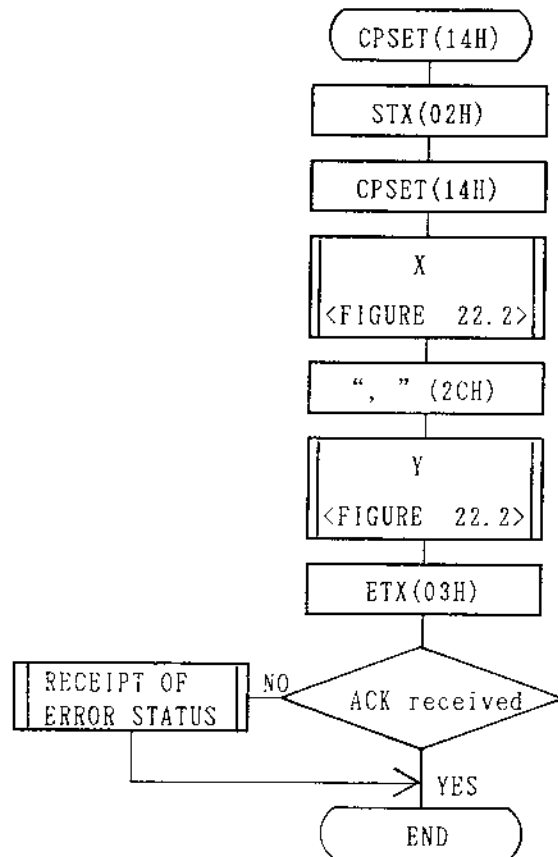 CPSET(14H)
STX(02H)
CPSET(14H)
X
<FIGURE 22.2>
“, ” (2CH)
Y
<FIGURE 22.2>
ETX(03H)
RECEIPT OF
ERROR STATUS
NO
ACK received
YES
END